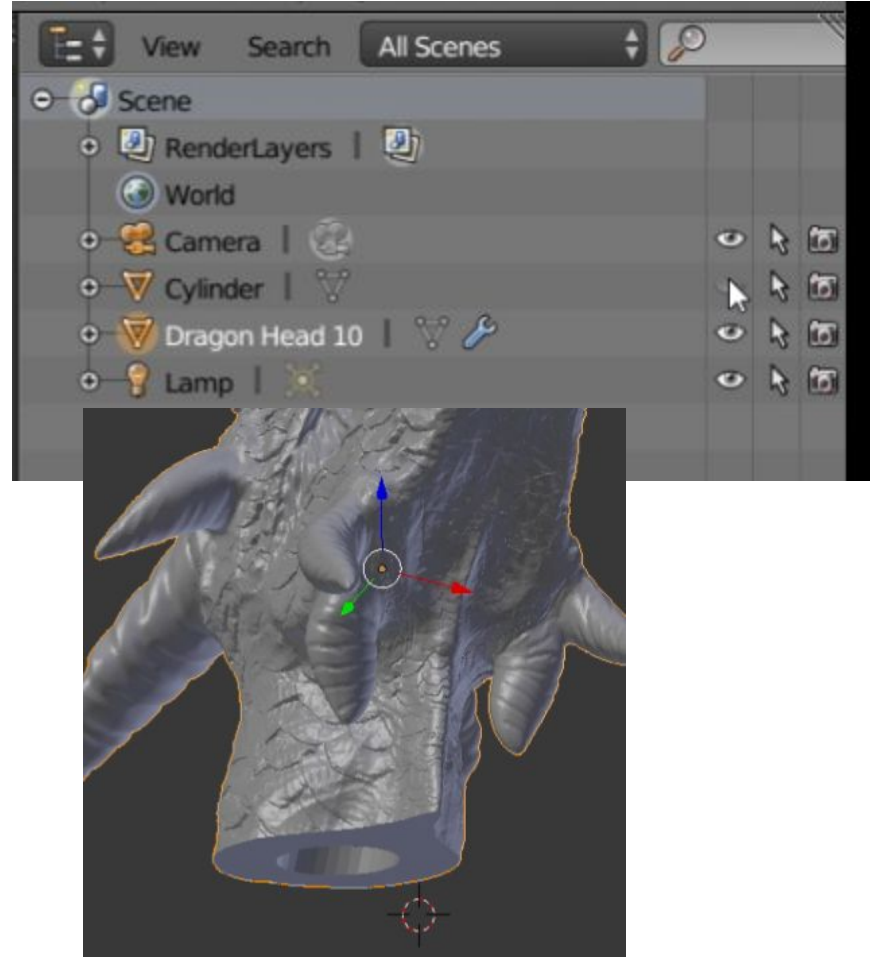 View Search All Scenes
Scene
RenderLayers
World
Camera
Cylinder
Dragon Head 10
Lamp